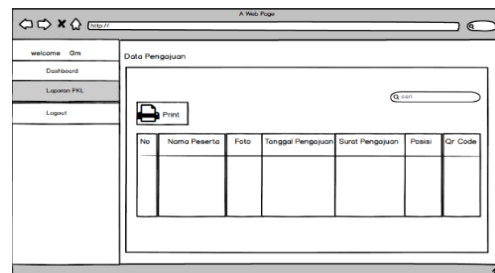 A Web Page
http://
welcome Gm
Dashboard
Laporan PKL
Logout
Data Pengajuan
cari
Print
No Nama Peserta Foto Tanggal Pengajuan Surat Pengajuan Posisi Qr Code